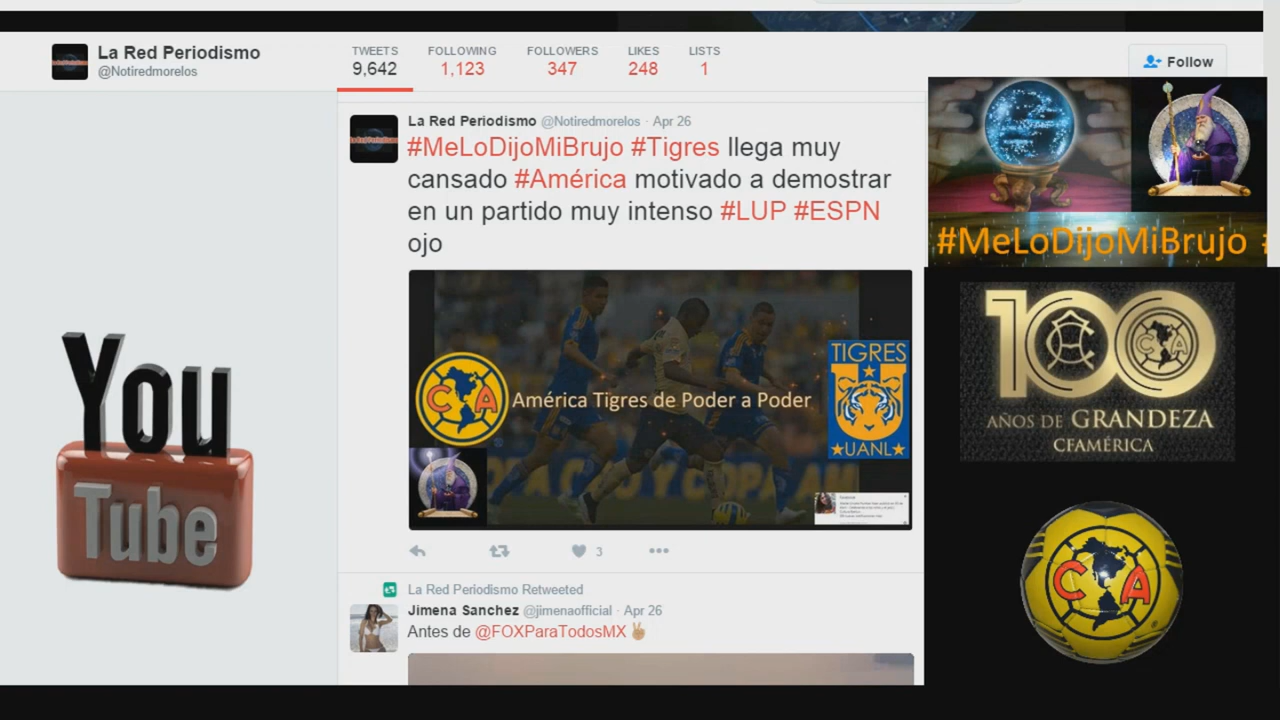 La Red Periodismo
@Notiredmorelos
TWEETS
9,642
FOLLOWING
1,123
FOLLOWERS
347
LIKES
248
LISTS
1
Follow
La Red Periodismo @Notiredmorelos · Apr 26
#MeLoDijoMiBrujo #Tigres llega muy
cansado #América motivado a demostrar
en un partido muy intenso #LUP #ESPN
ojo
C A
América Tigres de Poder a Poder
TIGRES
UANL
3
La Red Periodismo Retweeted
Jimena Sanchez @jimenaofficial · Apr 26
Antes de @FOXParaTodosMX
You
Tube
#MeLoDijoMiBrujo #
100
CA
AÑOS DE GRANDEZA
CFAMÉRICA
C A